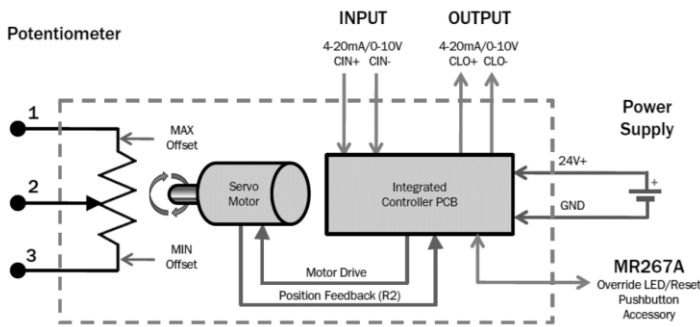 Potentiometer
INPUT
4-20mA/0-10V
CIN+ CIN-
OUTPUT
4-20mA/0-10V
CLO+ CLO-
1
MAX
Offset
2
3
MIN
Offset
Servo
Motor
Integrated
Controller PCB
Power
Supply
24V+
+
GND
Motor Drive
Position Feedback (R2)
MR267A
Override LED/Reset
Pushbutton
Accessory